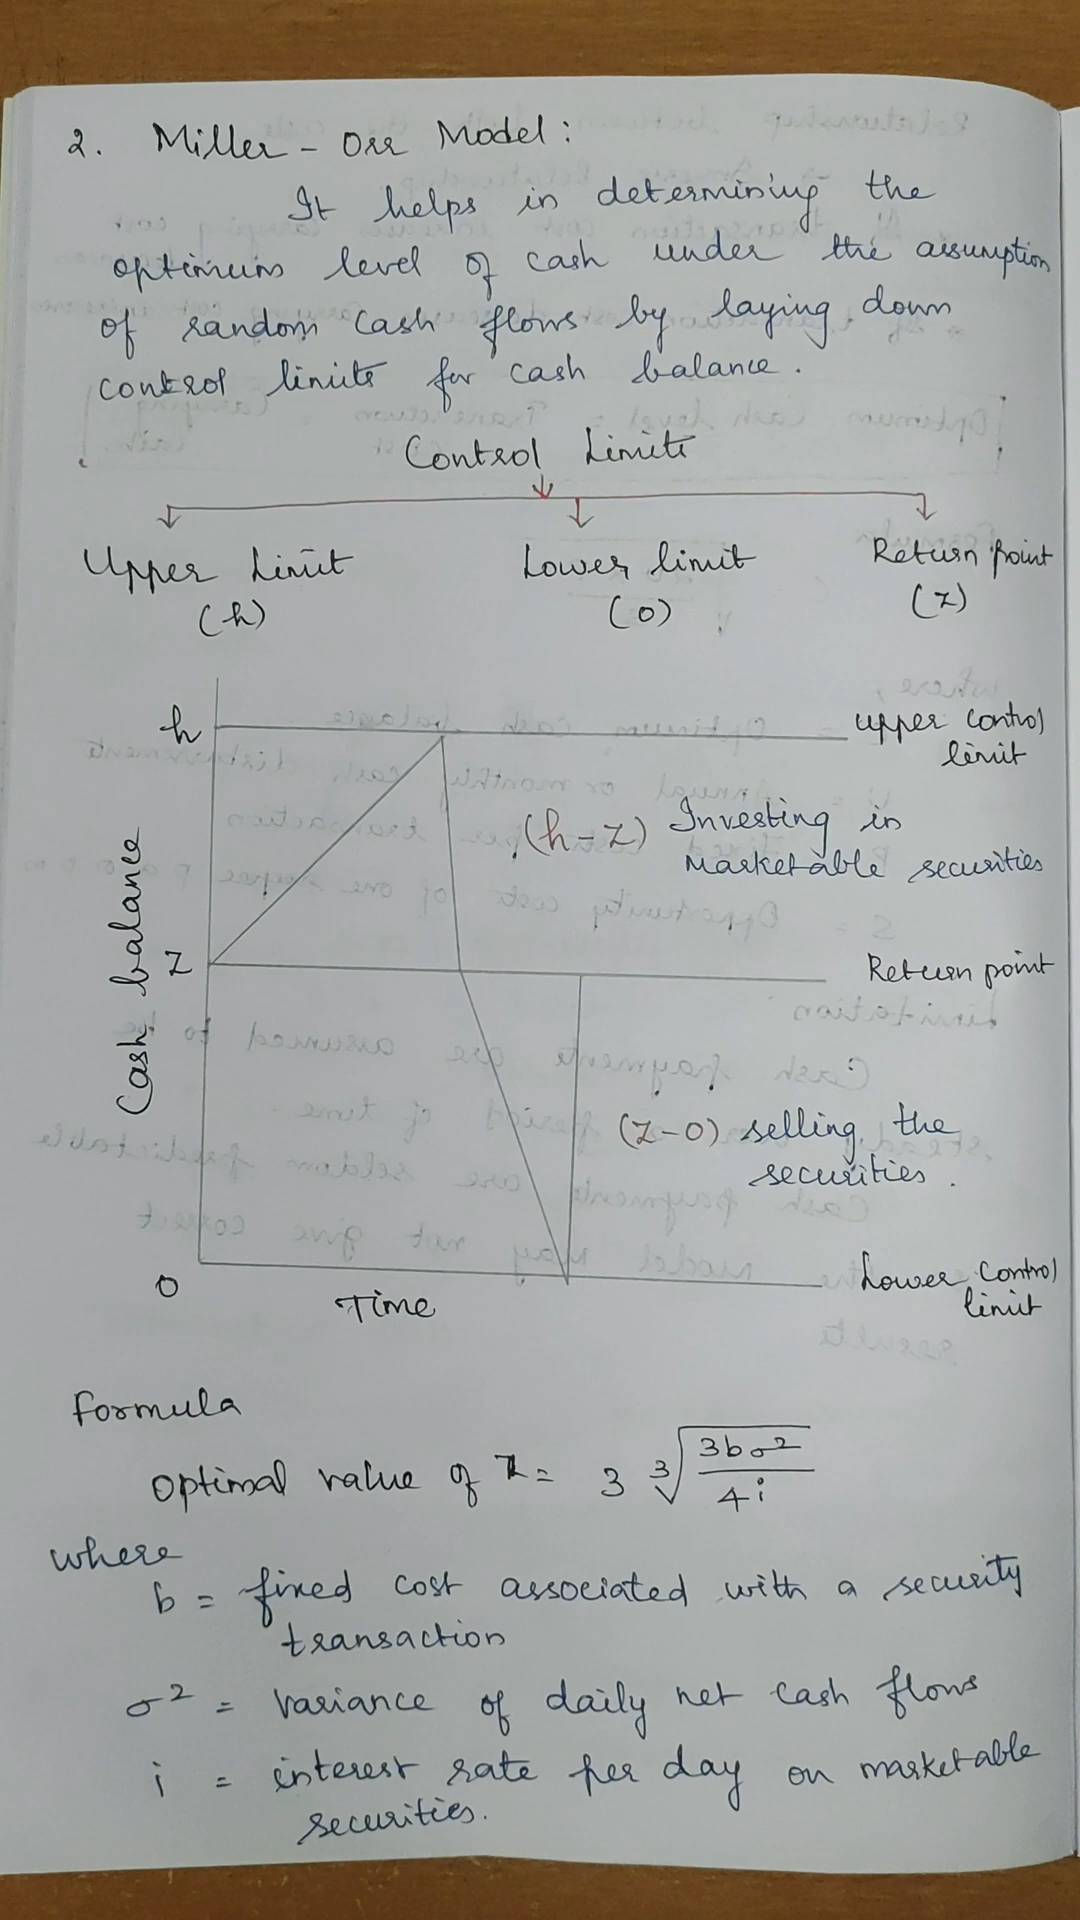 2. Miller - Orr Model :
It helps in determining the
optimum level of cash under the assumption
of random cash flows by laying down
control limits for cash balance.
Control Limits
Upper Limit Lower limit Return point
(h) (0) (z)
h upper control
limit
(h-z) Investing in
Marketable securities
Cash balance
z Return point
(z-0) selling the
securities.
0 Lower control
limit
Time
Formula
optimal value of z = 3 ∛(3bσ²/4i)
where
b = fixed cost associated with a security
transaction
σ² = variance of daily net cash flows
i = interest rate per day on marketable
securities.